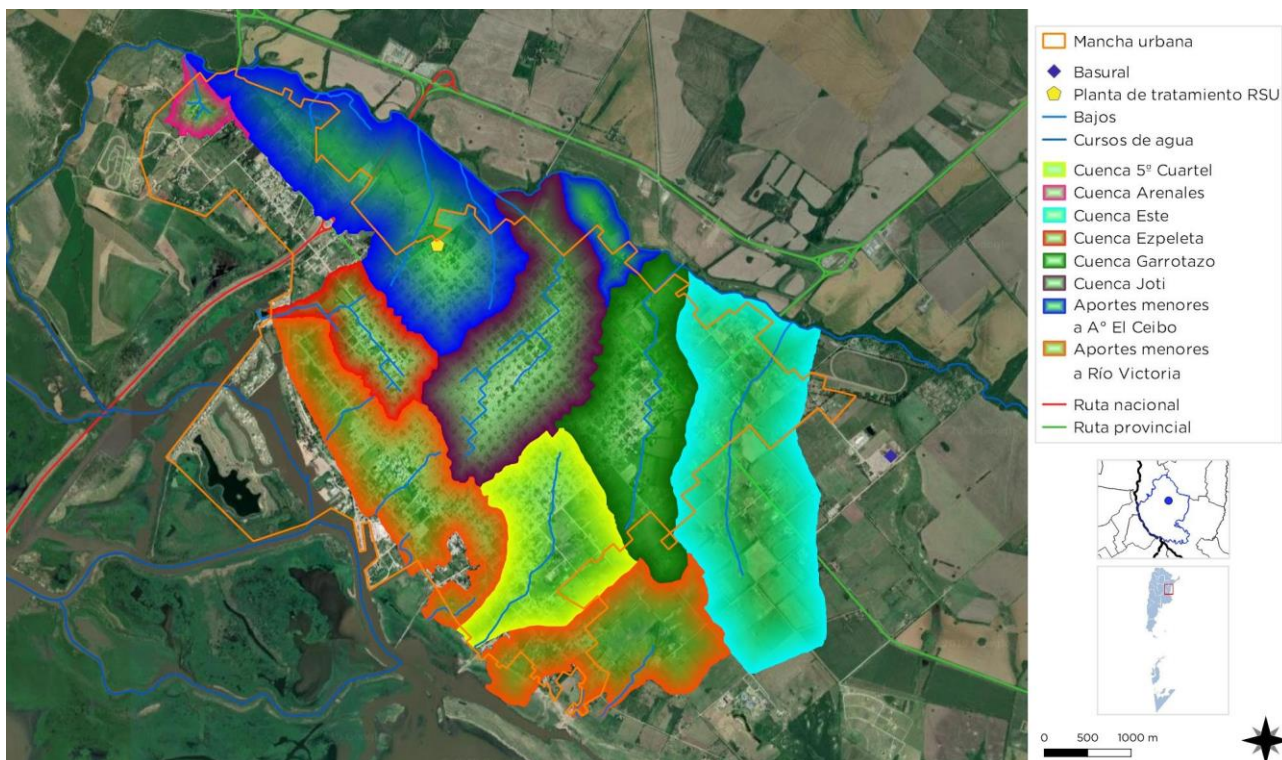 Mancha urbana
Basural
Planta de tratamiento RSU
Bajos
Cursos de agua
Cuenca 5º Cuartel
Cuenca Arenales
Cuenca Este
Cuenca Ezpeleta
Cuenca Garrotazo
Cuenca Joti
Aportes menores
a Aº El Ceibo
Aportes menores
a Río Victoria
Ruta nacional
Ruta provincial
0 500 1000 m